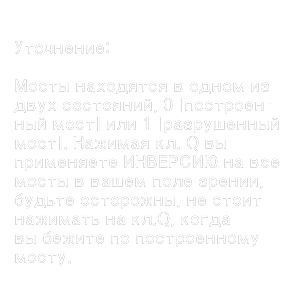 Уточнение:
Мосты находятся в одном из
двух состояний, 0 (построен-
ный мост) или 1 (разрушенный
мост). Нажимая кл. Q вы
применяете ИНВЕРСИЮ на все
мосты в вашем поле зрении,
будьте осторожны, не стоит
нажимать на кл.Q, когда
вы бежите по построенному
мосту.